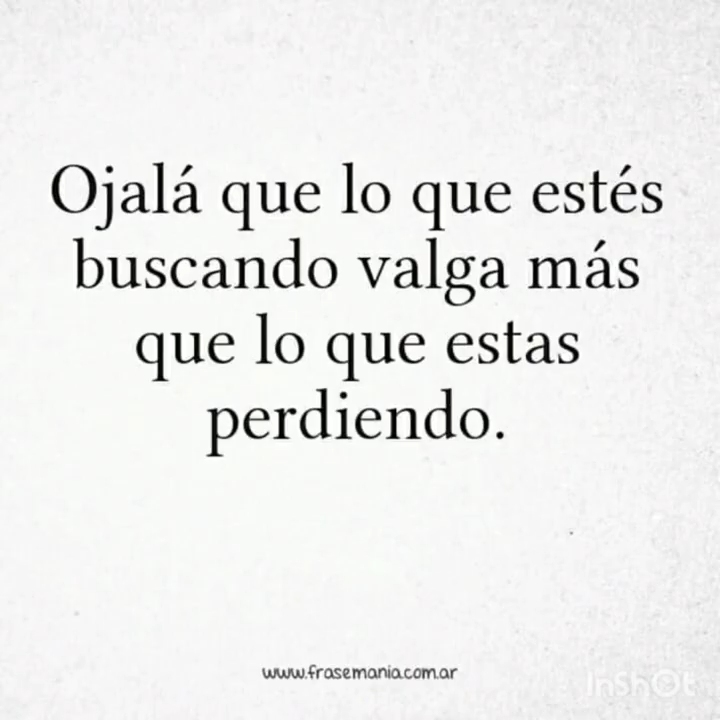 Ojalá que lo que estés
buscando valga más
que lo que estas
perdiendo.
www.frasemania.com.ar
InShOt